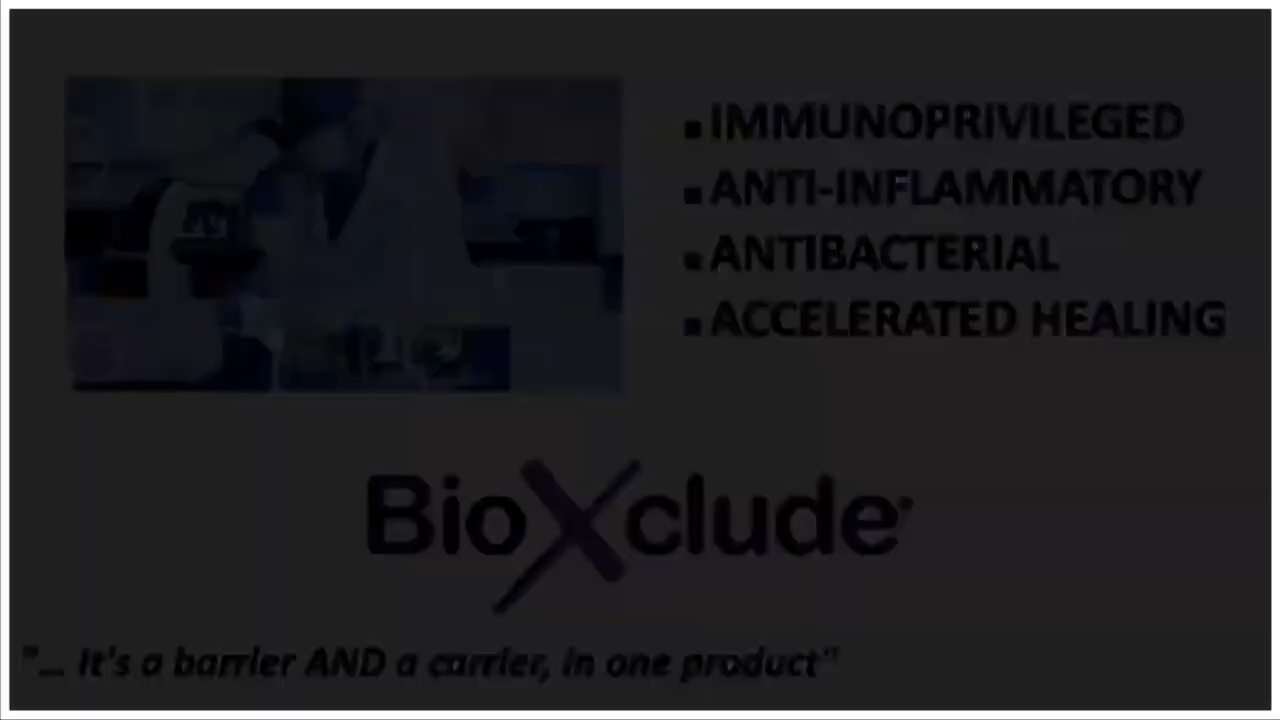 ▪ IMMUNOPRIVILEGED
▪ ANTI-INFLAMMATORY
▪ ANTIBACTERIAL
▪ ACCELERATED HEALING
BioXclude
"... It's a barrier AND a carrier, in one product"